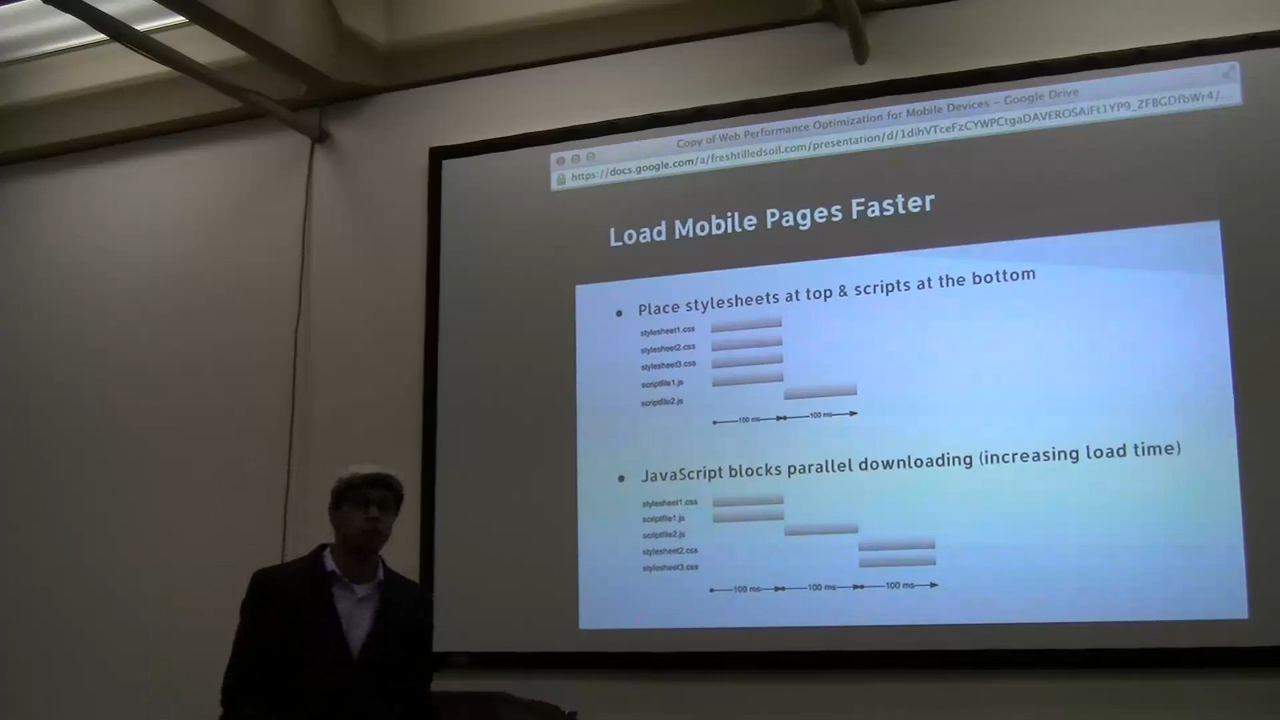 Copy of Web Performance Optimization for Mobile Devices – Google Drive
https://docs.google.com/a/freshtilledsoil.com/presentation/d/1dihVTceFzCYWPCtgaDAVEROSAiFt1YP9_ZFBGDfbWr4/...
Load Mobile Pages Faster
• Place stylesheets at top & scripts at the bottom
stylesheet1.css
stylesheet2.css
stylesheet3.css
scriptfile1.js
scriptfile2.js
100 ms 100 ms
• JavaScript blocks parallel downloading (increasing load time)
stylesheet1.css
scriptfile1.js
scriptfile2.js
stylesheet2.css
stylesheet3.css
100 ms 100 ms 100 ms